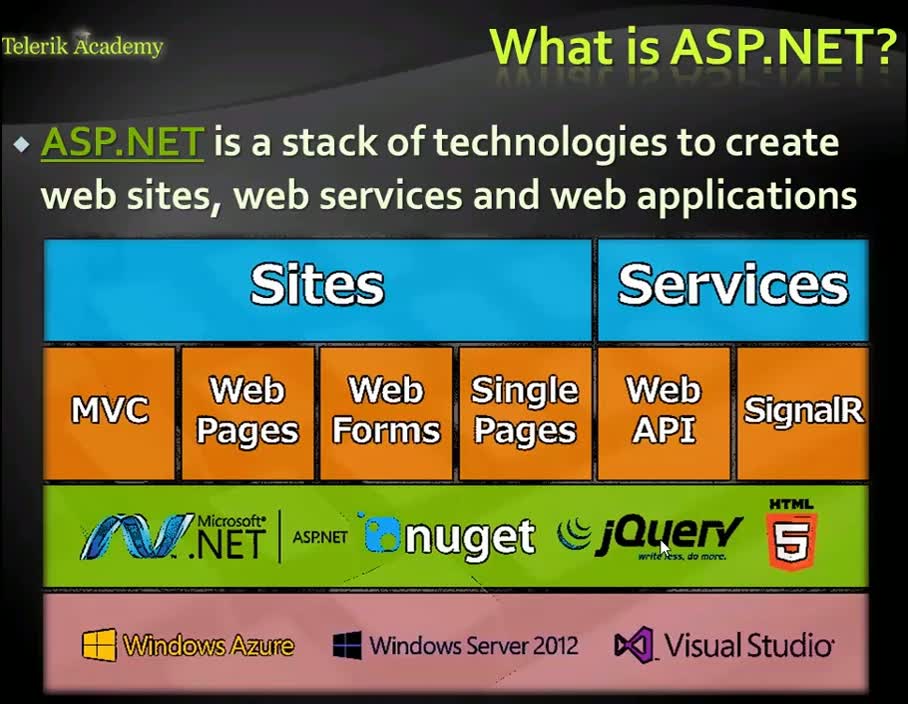 Telerik Academy
What is ASP.NET?
ASP.NET is a stack of technologies to create
web sites, web services and web applications
Sites
Services
MVC
Web
Pages
Web
Forms
Single
Pages
Web
API
SignalR
Microsoft®
.NET
ASP.NET
nuget
jQuery
write less, do more.
HTML
5
Windows Azure
Windows Server 2012
Visual Studio